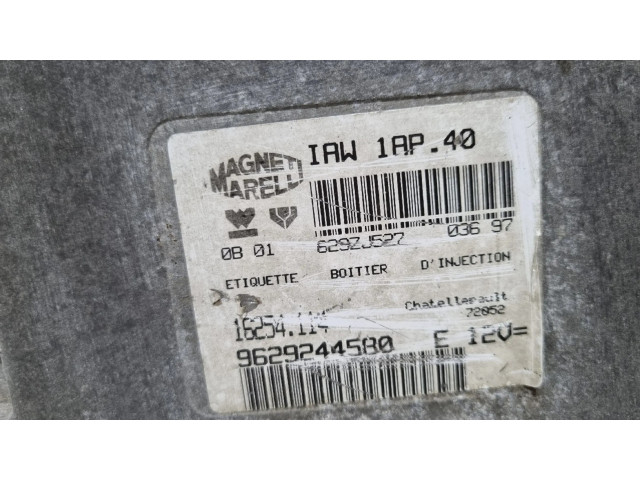 IAW 1AP.40
MAGNETI
MARELLI
0B 01 629ZJ527 036 97
ETIQUETTE BOITIER D'INJECTION
Chatellerault
16254.114 72052
9629244580 E 12V=